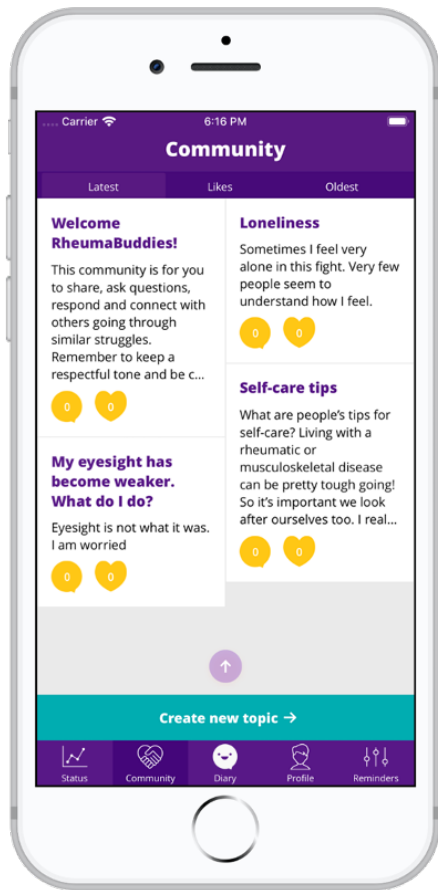 Carrier
6:16 PM
Community
Latest
Likes
Oldest
Welcome
RheumaBuddies!
This community is for you
to share, ask questions,
respond and connect with
others going through
similar struggles.
Remember to keep a
respectful tone and be c...
0
0
My eyesight has
become weaker.
What do I do?
Eyesight is not what it was.
I am worried
0
0
Loneliness
Sometimes I feel very
alone in this fight. Very few
people seem to
understand how I feel.
0
0
Self-care tips
What are people's tips for
self-care? Living with a
rheumatic or
musculoskeletal disease
can be pretty tough going!
So it's important we look
after ourselves too. I real...
0
0
Create new topic →
Status
Community
Diary
Profile
Reminders